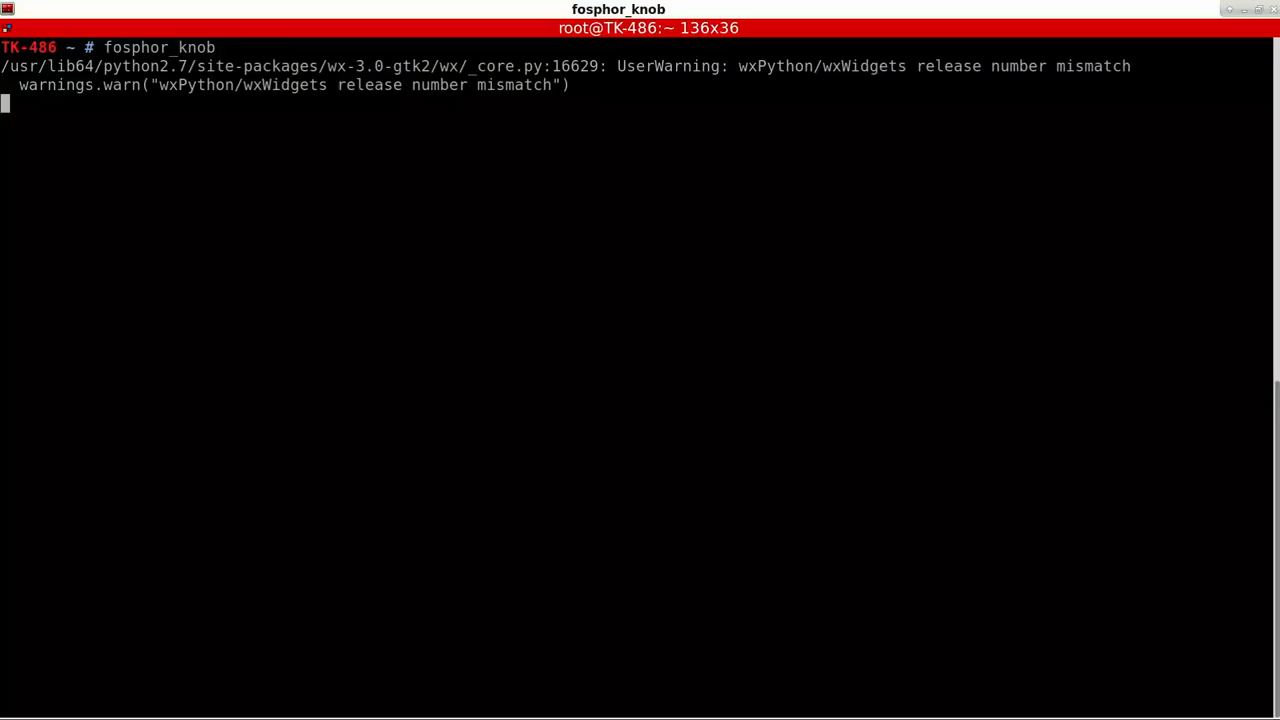 fosphor_knob
root@TK-486:~ 136x36
TK-486 ~ # fosphor_knob
/usr/lib64/python2.7/site-packages/wx-3.0-gtk2/wx/_core.py:16629: UserWarning: wxPython/wxWidgets release number mismatch
  warnings.warn("wxPython/wxWidgets release number mismatch")